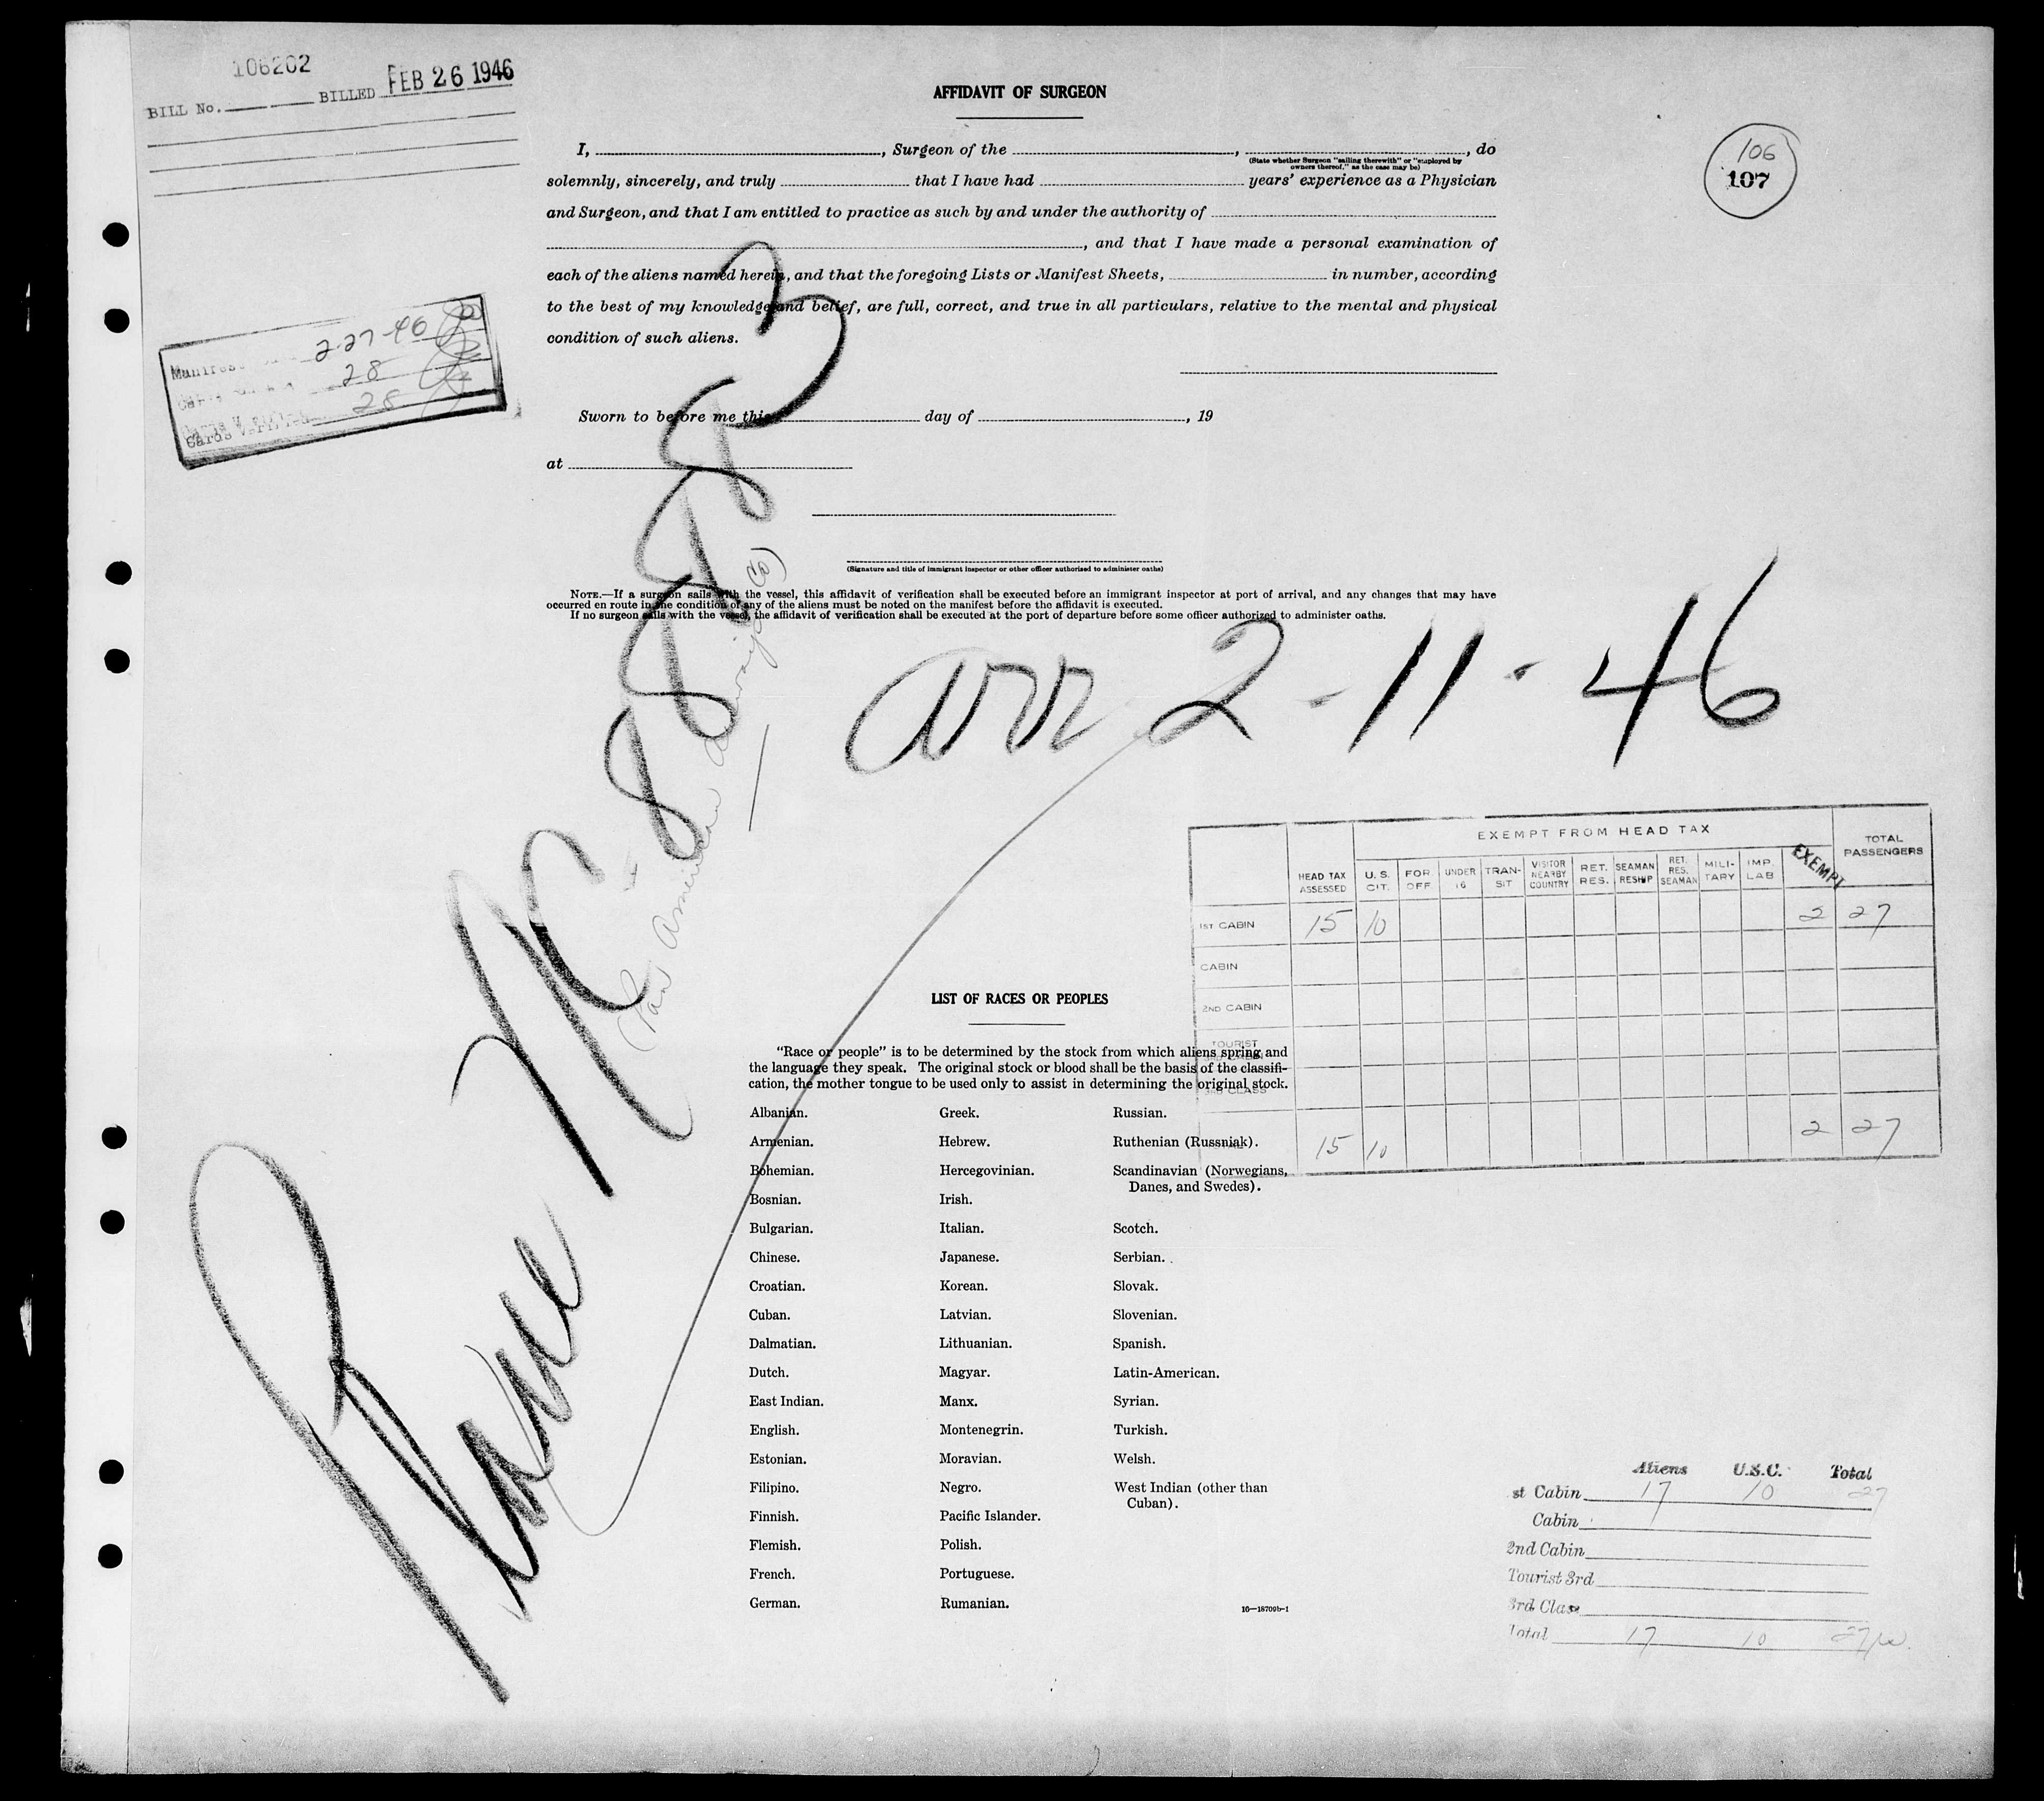 106202
BILL No. BILLED FEB 26 1946
AFFIDAVIT OF SURGEON
106
107
I, , Surgeon of the , , do
(State whether Surgeon "sailing therewith" or "employed by owners thereof," as the case may be)
solemnly, sincerely, and truly that I have had years' experience as a Physician
and Surgeon, and that I am entitled to practice as such by and under the authority of
, and that I have made a personal examination of
each of the aliens named herein, and that the foregoing Lists or Manifest Sheets, in number, according
to the best of my knowledge and belief, are full, correct, and true in all particulars, relative to the mental and physical
condition of such aliens.
2-27-46
28
Cards Verified 28
Sworn to before me this day of , 19
at
(Signature and title of immigrant inspector or other officer authorized to administer oaths)
NOTE.—If a surgeon sails with the vessel, this affidavit of verification shall be executed before an immigrant inspector at port of arrival, and any changes that may have
occurred en route in the condition of any of the aliens must be noted on the manifest before the affidavit is executed.
If no surgeon sails with the vessel, the affidavit of verification shall be executed at the port of departure before some officer authorized to administer oaths.
Plane NC-88883
(Pan American Airways Co)
arr 2-11-46
EXEMPT FROM HEAD TAX
HEAD TAX ASSESSED U. S. CIT. FOR OFF UNDER 16 TRAN- SIT VISITOR NEARBY COUNTRY RET. RES. SEAMAN RESHIP RET. RES. SEAMAN MILI- TARY IMP. LAB EXEMPT TOTAL PASSENGERS
1ST CABIN 15 10 2 27
CABIN
2ND CABIN
TOURIST
3RD CABIN
3RD CLASS
15 10 2 27
LIST OF RACES OR PEOPLES
"Race or people" is to be determined by the stock from which aliens spring and
the language they speak. The original stock or blood shall be the basis of the classifi-
cation, the mother tongue to be used only to assist in determining the original stock.
Albanian. Greek. Russian.
Armenian. Hebrew. Ruthenian (Russniak).
Bohemian. Hercegovinian. Scandinavian (Norwegians,
Danes, and Swedes).
Bosnian. Irish.
Bulgarian. Italian. Scotch.
Chinese. Japanese. Serbian.
Croatian. Korean. Slovak.
Cuban. Latvian. Slovenian.
Dalmatian. Lithuanian. Spanish.
Dutch. Magyar. Latin-American.
East Indian. Manx. Syrian.
English. Montenegrin. Turkish.
Estonian. Moravian. Welsh.
Filipino. Negro. West Indian (other than
Cuban).
Finnish. Pacific Islander.
Flemish. Polish.
French. Portuguese.
German. Rumanian.
16—18709b-1
Aliens U.S.C. Total
st Cabin 17 10 27
Cabin
2nd Cabin
Tourist 3rd
3rd Class
Total 17 10 27